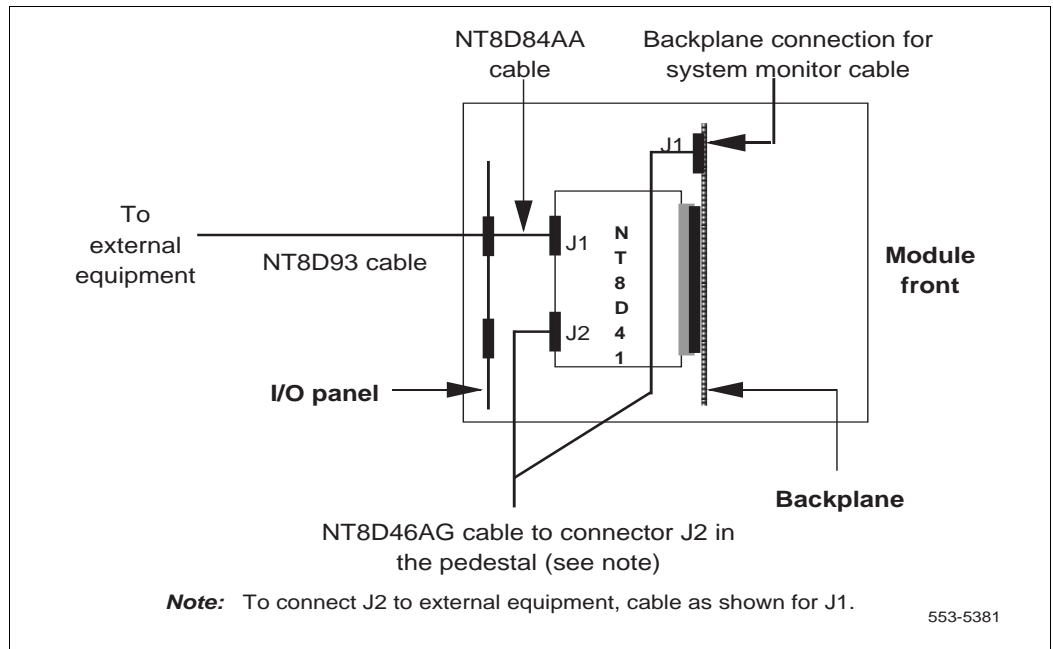 NT8D84AA
cable
Backplane connection for
system monitor cable
J1
To
external
equipment
NT8D93 cable
J1
J2
N
T
8
D
4
1
Module
front
I/O panel
Backplane
NT8D46AG cable to connector J2 in
the pedestal (see note)
Note: To connect J2 to external equipment, cable as shown for J1.
553-5381